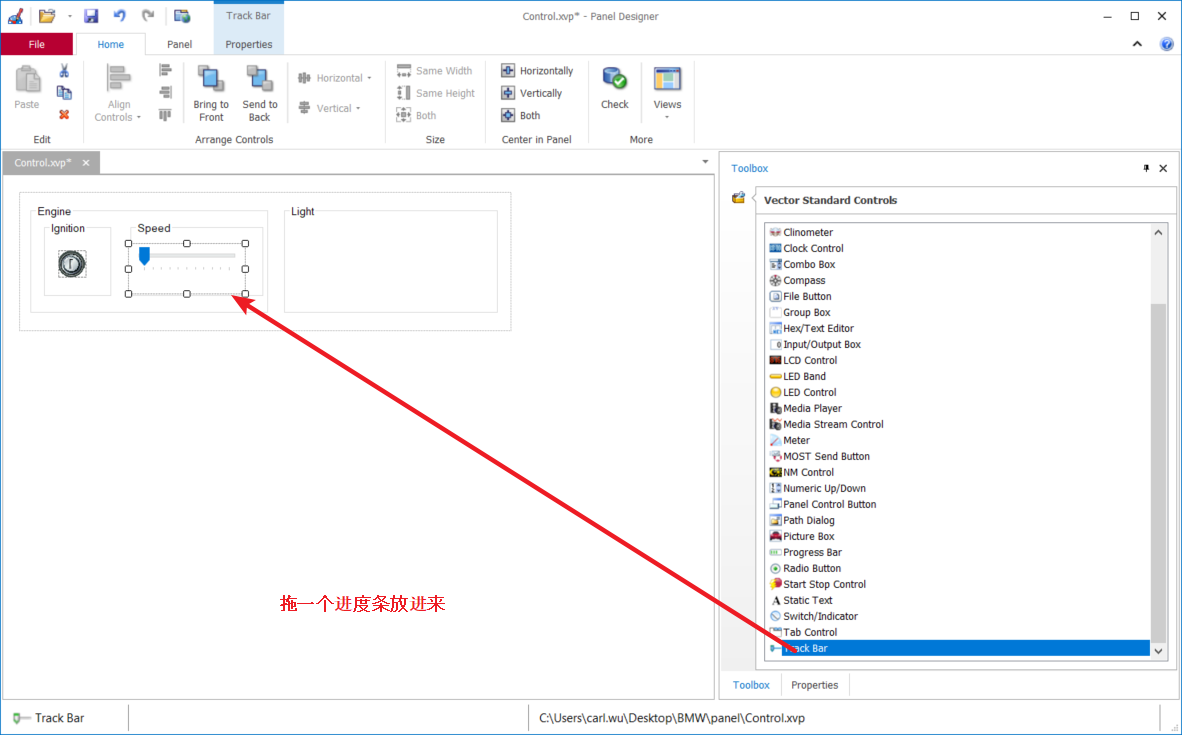 Track Bar
Control.xvp* - Panel Designer
File
Home
Panel
Properties
Paste
Align
Controls
Bring to
Front
Send to
Back
Horizontal
Vertical
Same Width
Same Height
Both
Horizontally
Vertically
Both
Check
Views
Edit
Arrange Controls
Size
Center in Panel
More
Control.xvp*
Engine
Ignition
Speed
Light
拖一个进度条放进来
Toolbox
Vector Standard Controls
Clinometer
Clock Control
Combo Box
Compass
File Button
Group Box
Hex/Text Editor
Input/Output Box
LCD Control
LED Band
LED Control
Media Player
Media Stream Control
Meter
MOST Send Button
NM Control
Numeric Up/Down
Panel Control Button
Path Dialog
Picture Box
Progress Bar
Radio Button
Start Stop Control
Static Text
Switch/Indicator
Tab Control
Track Bar
Toolbox
Properties
Track Bar
C:\Users\carl.wu\Desktop\BMW\panel\Control.xvp